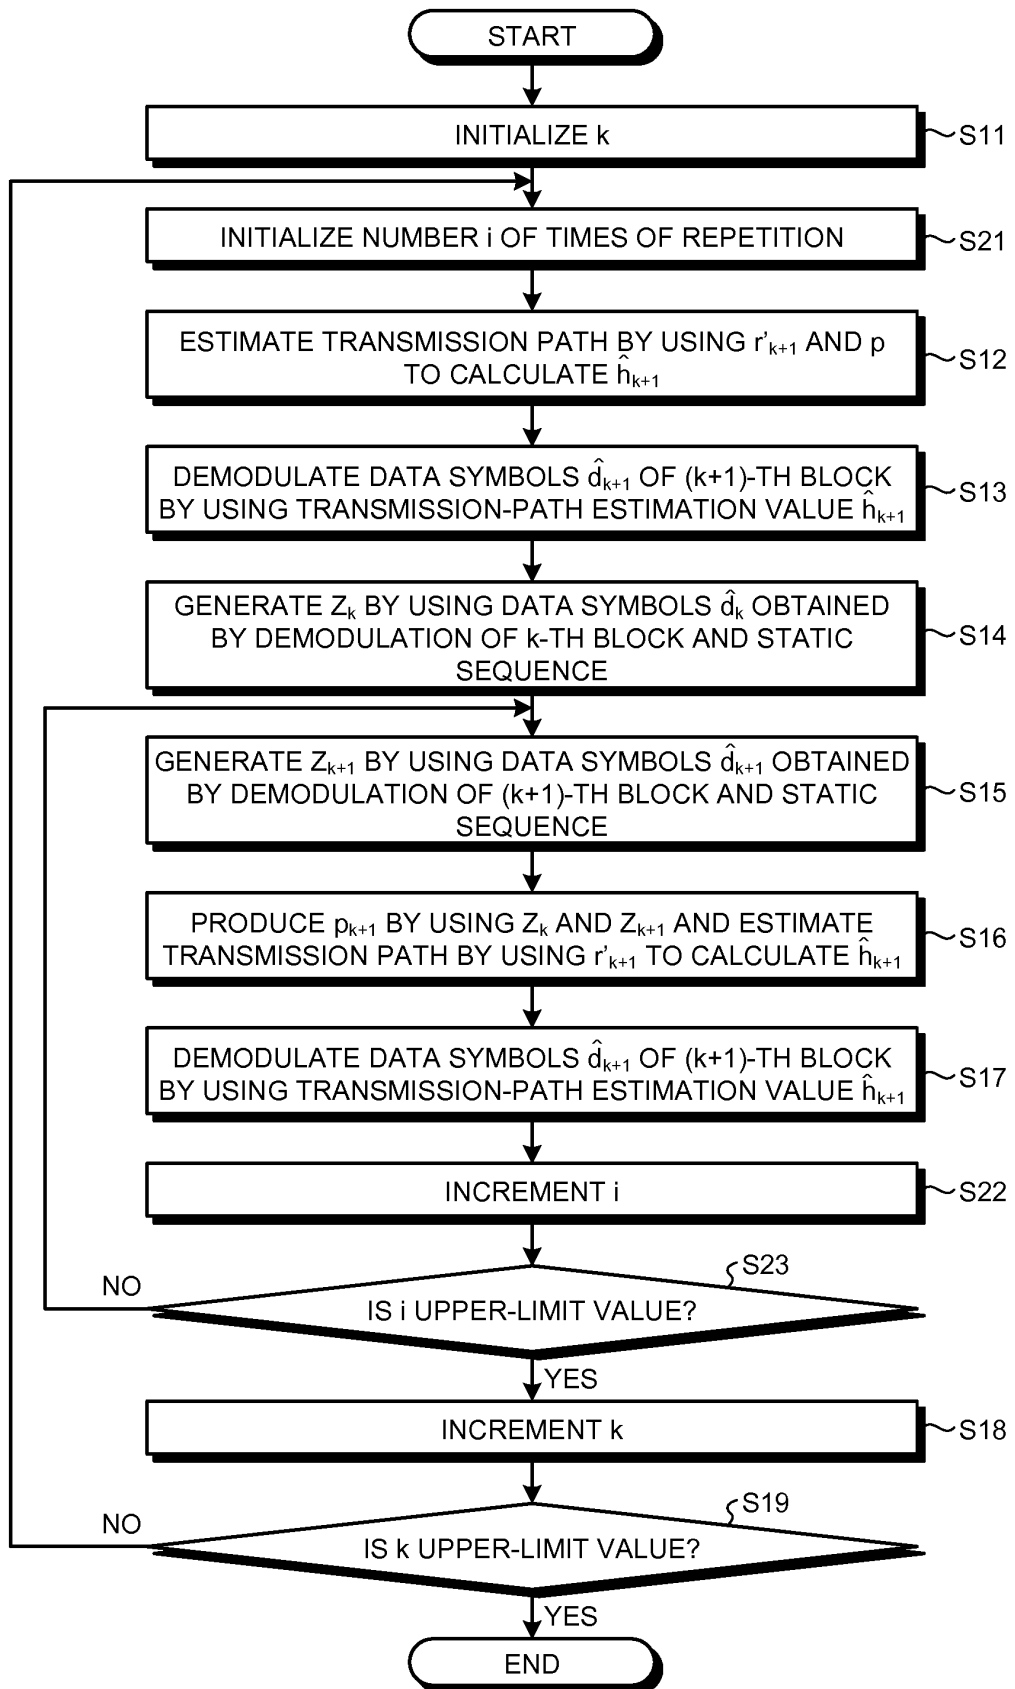 START
INITIALIZE k
S11
INITIALIZE NUMBER i OF TIMES OF REPETITION
S21
ESTIMATE TRANSMISSION PATH BY USING r'ₖ₊₁ AND p
TO CALCULATE ĥₖ₊₁
S12
DEMODULATE DATA SYMBOLS d̂ₖ₊₁ OF (k+1)-TH BLOCK
BY USING TRANSMISSION-PATH ESTIMATION VALUE ĥₖ₊₁
S13
GENERATE Zₖ BY USING DATA SYMBOLS d̂ₖ OBTAINED
BY DEMODULATION OF k-TH BLOCK AND STATIC
SEQUENCE
S14
GENERATE Zₖ₊₁ BY USING DATA SYMBOLS d̂ₖ₊₁ OBTAINED
BY DEMODULATION OF (k+1)-TH BLOCK AND STATIC
SEQUENCE
S15
PRODUCE pₖ₊₁ BY USING Zₖ AND Zₖ₊₁ AND ESTIMATE
TRANSMISSION PATH BY USING r'ₖ₊₁ TO CALCULATE ĥₖ₊₁
S16
DEMODULATE DATA SYMBOLS d̂ₖ₊₁ OF (k+1)-TH BLOCK
BY USING TRANSMISSION-PATH ESTIMATION VALUE ĥₖ₊₁
S17
INCREMENT i
S22
S23
NO
IS i UPPER-LIMIT VALUE?
YES
INCREMENT k
S18
S19
NO
IS k UPPER-LIMIT VALUE?
YES
END